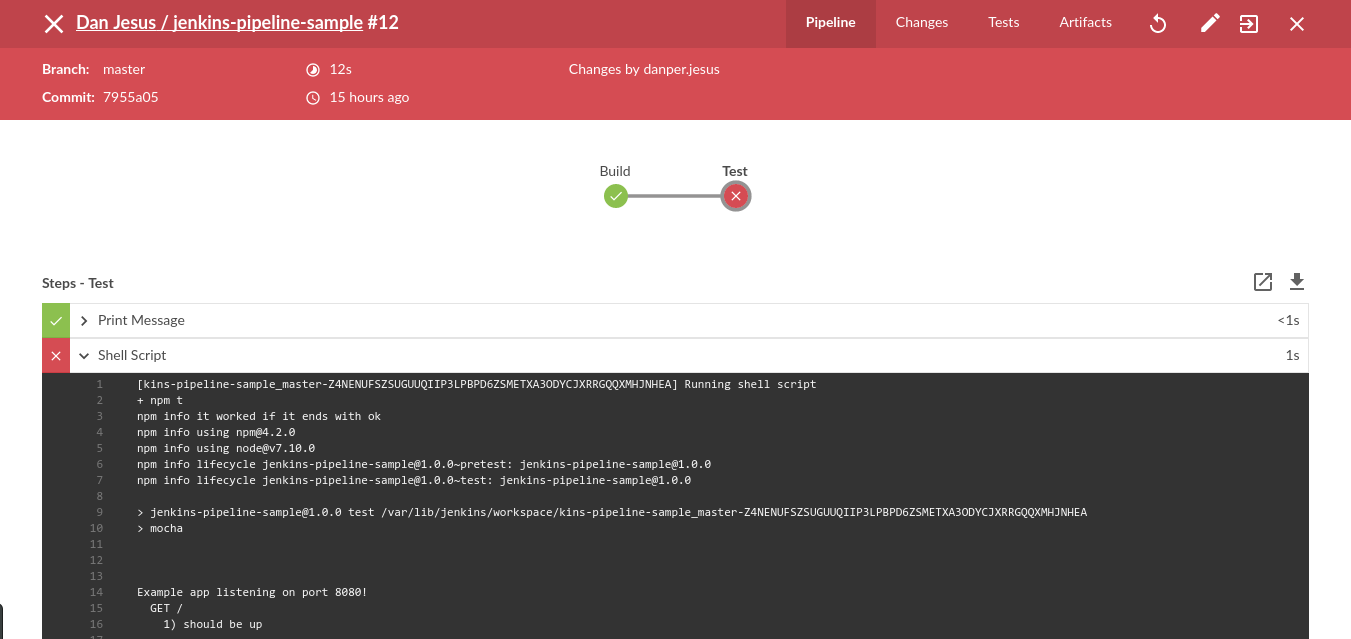 Dan Jesus / jenkins-pipeline-sample #12
Pipeline
Changes
Tests
Artifacts
Branch: master
12s
Changes by danper.jesus
Commit: 7955a05
15 hours ago
Build
Test
Steps - Test
Print Message
<1s
Shell Script
1s
1 [kins-pipeline-sample_master-Z4NENUFSZSUGUUQIIP3LPBPD6ZSMETXA3ODYCJXRRGQQXMHJNHEA] Running shell script
2 + npm t
3 npm info it worked if it ends with ok
4 npm info using npm@4.2.0
5 npm info using node@v7.10.0
6 npm info lifecycle jenkins-pipeline-sample@1.0.0~pretest: jenkins-pipeline-sample@1.0.0
7 npm info lifecycle jenkins-pipeline-sample@1.0.0~test: jenkins-pipeline-sample@1.0.0
8
9 > jenkins-pipeline-sample@1.0.0 test /var/lib/jenkins/workspace/kins-pipeline-sample_master-Z4NENUFSZSUGUUQIIP3LPBPD6ZSMETXA3ODYCJXRRGQQXMHJNHEA
10 > mocha
11
12
13
14 Example app listening on port 8080!
15 GET /
16 1) should be up
17